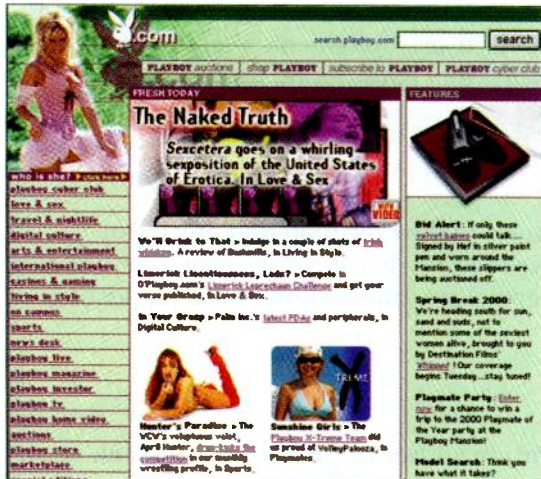 .com
search playboy.com
search
PLAYBOY auctions
shop PLAYBOY
subscribe to PLAYBOY
PLAYBOY cyber club
who is she? click here
playboy cyber club
love & sex
travel & nightlife
digital culture
arts & entertainment
international playboy
casinos & gaming
living in style
on campus
sports
news desk
playboy live
playboy magazine
playboy investor
playboy tv
playboy home video
auctions
playboy store
marketplace
FRESH TODAY
The Naked Truth
Sexcetera goes on a whirling
sexposition of the United States
of Erotica. In Love & Sex
VIDEO
We'll Drink to That > Indulge in a couple of shots of Irish
whiskey. A review of Bushmills, in Living in Style.
Limerick Licentiousness, Lads? > Compete in
O'Playboy.com's Limerick Leprechaun Challenge and get your
verse published, in Love & Sex.
In Your Grasp > Palm Inc.'s latest PDAs and peripherals, in
Digital Culture.
Hunter's Paradise > The
VCW's voluptuous valet,
April Hunter, drop-kicks the
competition in our monthly
wrestling profile, in Sports.
XTREME
Sunshine Girls > The
Playboy X-Treme Team did
us proud at VolleyPalooza, in
Playmates.
FEATURES
Bid Alert: If only these
velvet babies could talk....
Signed by Hef in silver paint
pen and worn around the
Mansion, these slippers are
being auctioned off.
Spring Break 2000:
We're heading south for sun,
sand and suds, not to
mention some of the sexiest
women alive, brought to you
by Destination Films'
Whipped! Our coverage
begins Tuesday...stay tuned!
Playmate Party: Enter
now for a chance to win a
trip to the 2000 Playmate of
the Year party at the
Playboy Mansion!
Model Search: Think you
have what it takes?